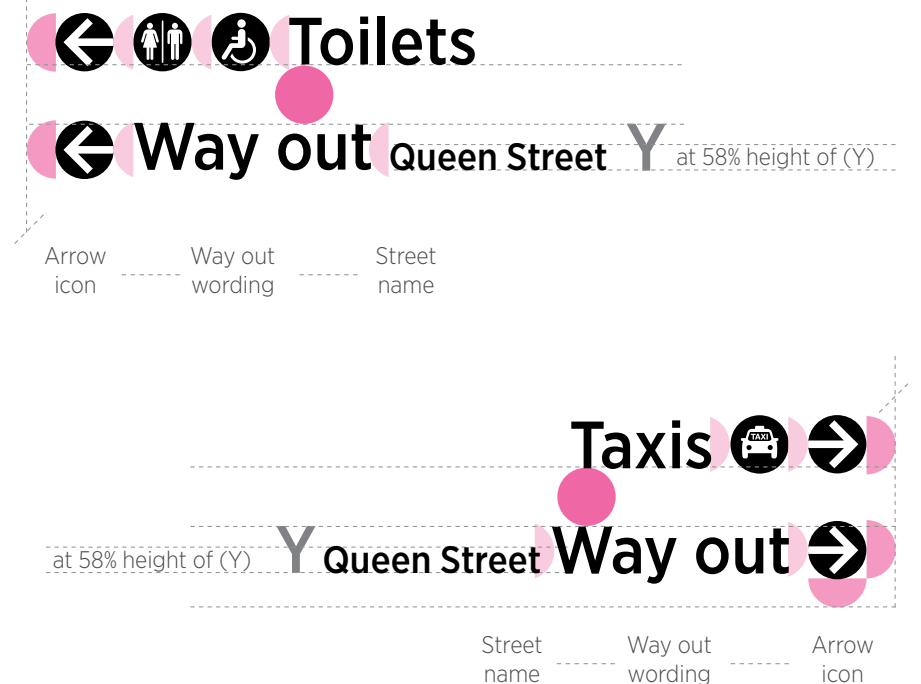 Toilets
Way out Queen Street Y at 58% height of (Y)
Arrow icon Way out wording Street name
Taxis TAXI
at 58% height of (Y) Y Queen Street Way out
Street name Way out wording Arrow icon